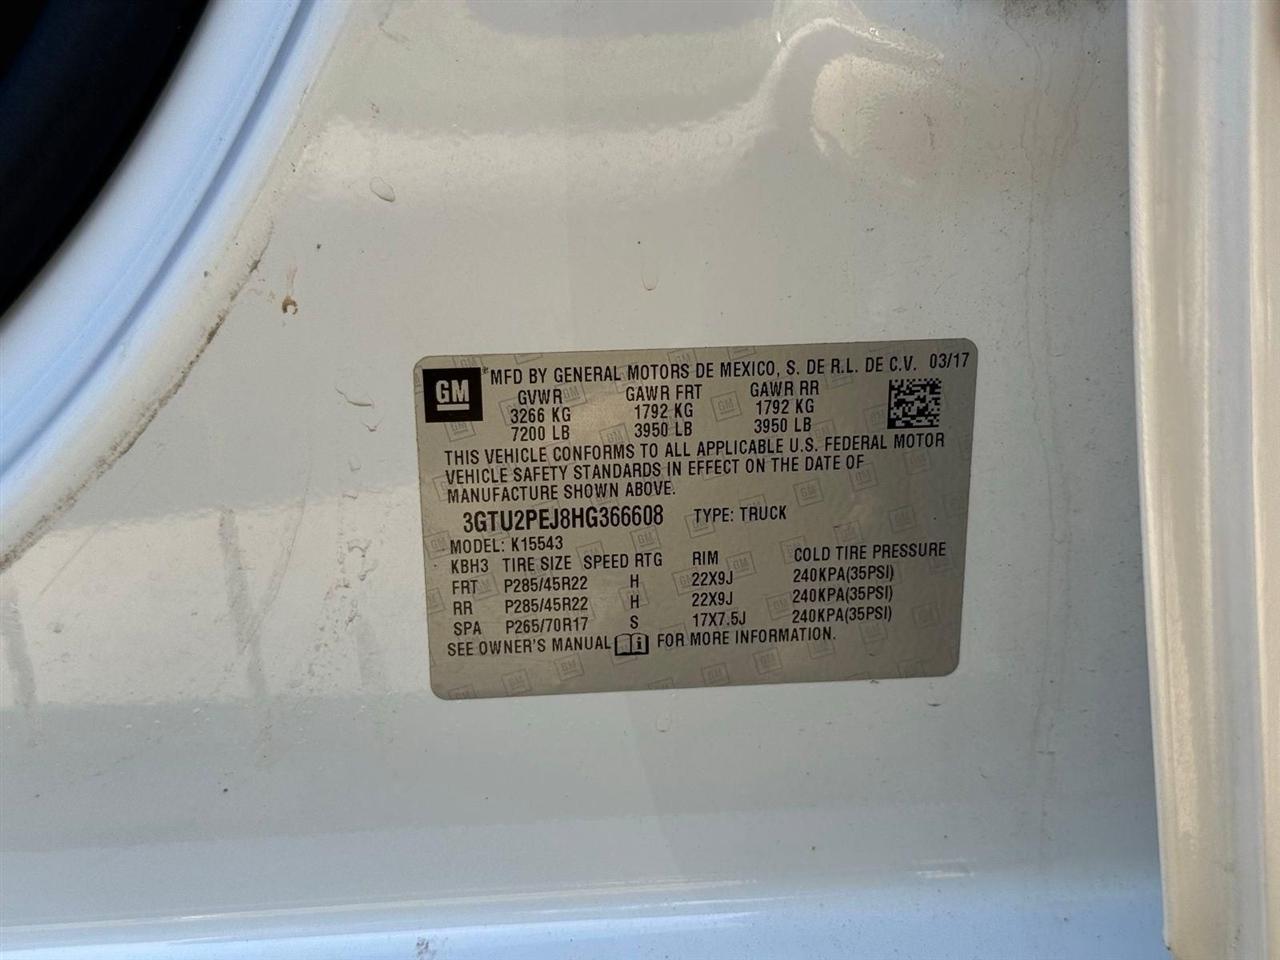 GM *MFD BY GENERAL MOTORS DE MEXICO, S. DE R.L. DE C.V. 03/17
GVWR GAWR FRT GAWR RR
3266 KG 1792 KG 1792 KG
7200 LB 3950 LB 3950 LB
THIS VEHICLE CONFORMS TO ALL APPLICABLE U.S. FEDERAL MOTOR
VEHICLE SAFETY STANDARDS IN EFFECT ON THE DATE OF
MANUFACTURE SHOWN ABOVE.
3GTU2PEJ8HG366608 TYPE: TRUCK
MODEL: K15543
KBH3 TIRE SIZE SPEED RTG RIM COLD TIRE PRESSURE
FRT P285/45R22 H 22X9J 240KPA(35PSI)
RR P285/45R22 H 22X9J 240KPA(35PSI)
SPA P265/70R17 S 17X7.5J 240KPA(35PSI)
SEE OWNER'S MANUAL FOR MORE INFORMATION.